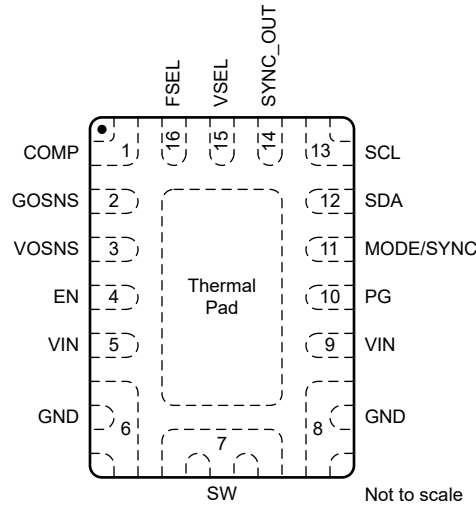 FSEL
VSEL
SYNC_OUT
COMP 1 16 15 14 13 SCL
GOSNS 2 12 SDA
VOSNS 3 11 MODE/SYNC
Thermal
Pad
EN 4 10 PG
VIN 5 9 VIN
GND 6 7 8 GND
SW
Not to scale